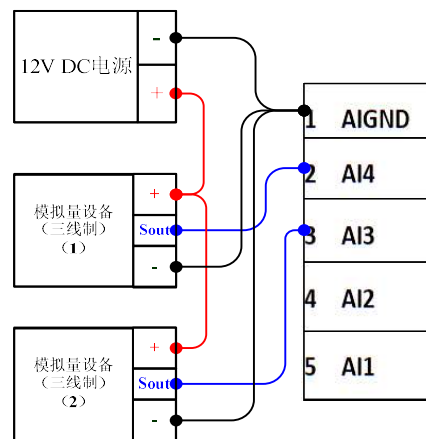 -
12V DC电源
+
+
模拟量设备
（三线制）
（1）
Sout
-
+
模拟量设备
（三线制）
（2）
Sout
-
1 AIGND
2 AI4
3 AI3
4 AI2
5 AI1